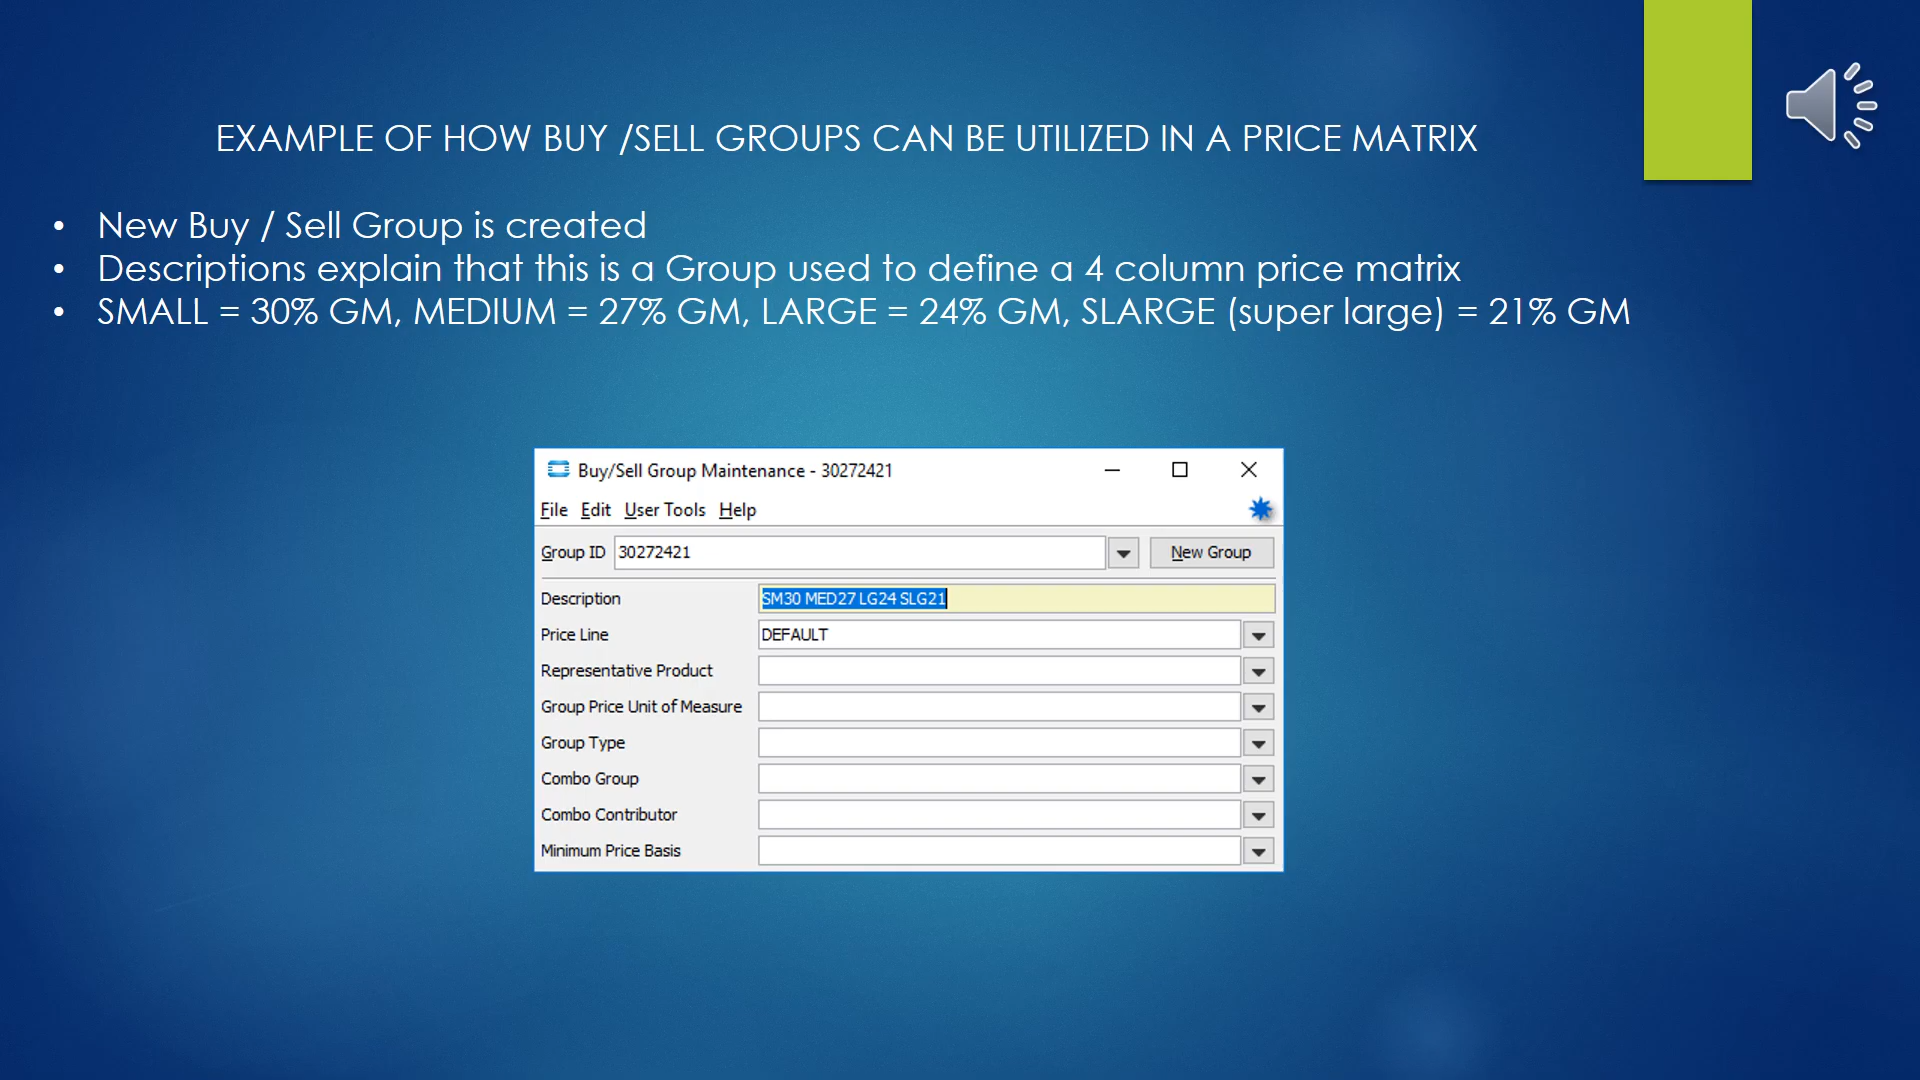 EXAMPLE OF HOW BUY /SELL GROUPS CAN BE UTILIZED IN A PRICE MATRIX
• New Buy / Sell Group is created
• Descriptions explain that this is a Group used to define a 4 column price matrix
• SMALL = 30% GM, MEDIUM = 27% GM, LARGE = 24% GM, SLARGE (super large) = 21% GM
Buy/Sell Group Maintenance - 30272421
File Edit User Tools Help
Group ID 30272421 New Group
Description SM30 MED27 LG24 SLG21
Price Line DEFAULT
Representative Product
Group Price Unit of Measure
Group Type
Combo Group
Combo Contributor
Minimum Price Basis